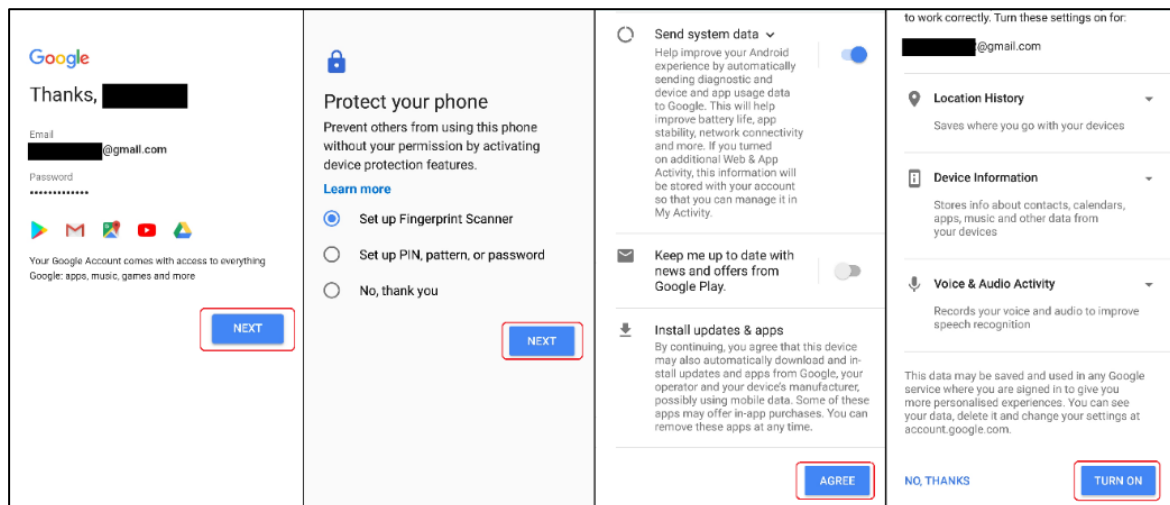 Google
Thanks,
Email
@gmail.com
Password
Your Google Account comes with access to everything
Google: apps, music, games and more
NEXT
Protect your phone
Prevent others from using this phone
without your permission by activating
device protection features.
Learn more
Set up Fingerprint Scanner
Set up PIN, pattern, or password
No, thank you
NEXT
Send system data
Help improve your Android
experience by automatically
sending diagnostic and
device and app usage data
to Google. This will help
improve battery life, app
stability, network connectivity
and more. If you turned
on additional Web & App
Activity, this information will
be stored with your account
so that you can manage it in
My Activity.
Keep me up to date with
news and offers from
Google Play.
Install updates & apps
By continuing, you agree that this device
may also automatically download and in-
stall updates and apps from Google, your
operator and your device's manufacturer,
possibly using mobile data. Some of these
apps may offer in-app purchases. You can
remove these apps at any time.
AGREE
to work correctly. Turn these settings on for:
@gmail.com
Location History
Saves where you go with your devices
Device Information
Stores info about contacts, calendars,
apps, music and other data from
your devices
Voice & Audio Activity
Records your voice and audio to improve
speech recognition
This data may be saved and used in any Google
service where you are signed in to give you
more personalised experiences. You can see
your data, delete it and change your settings at
account.google.com.
NO, THANKS
TURN ON